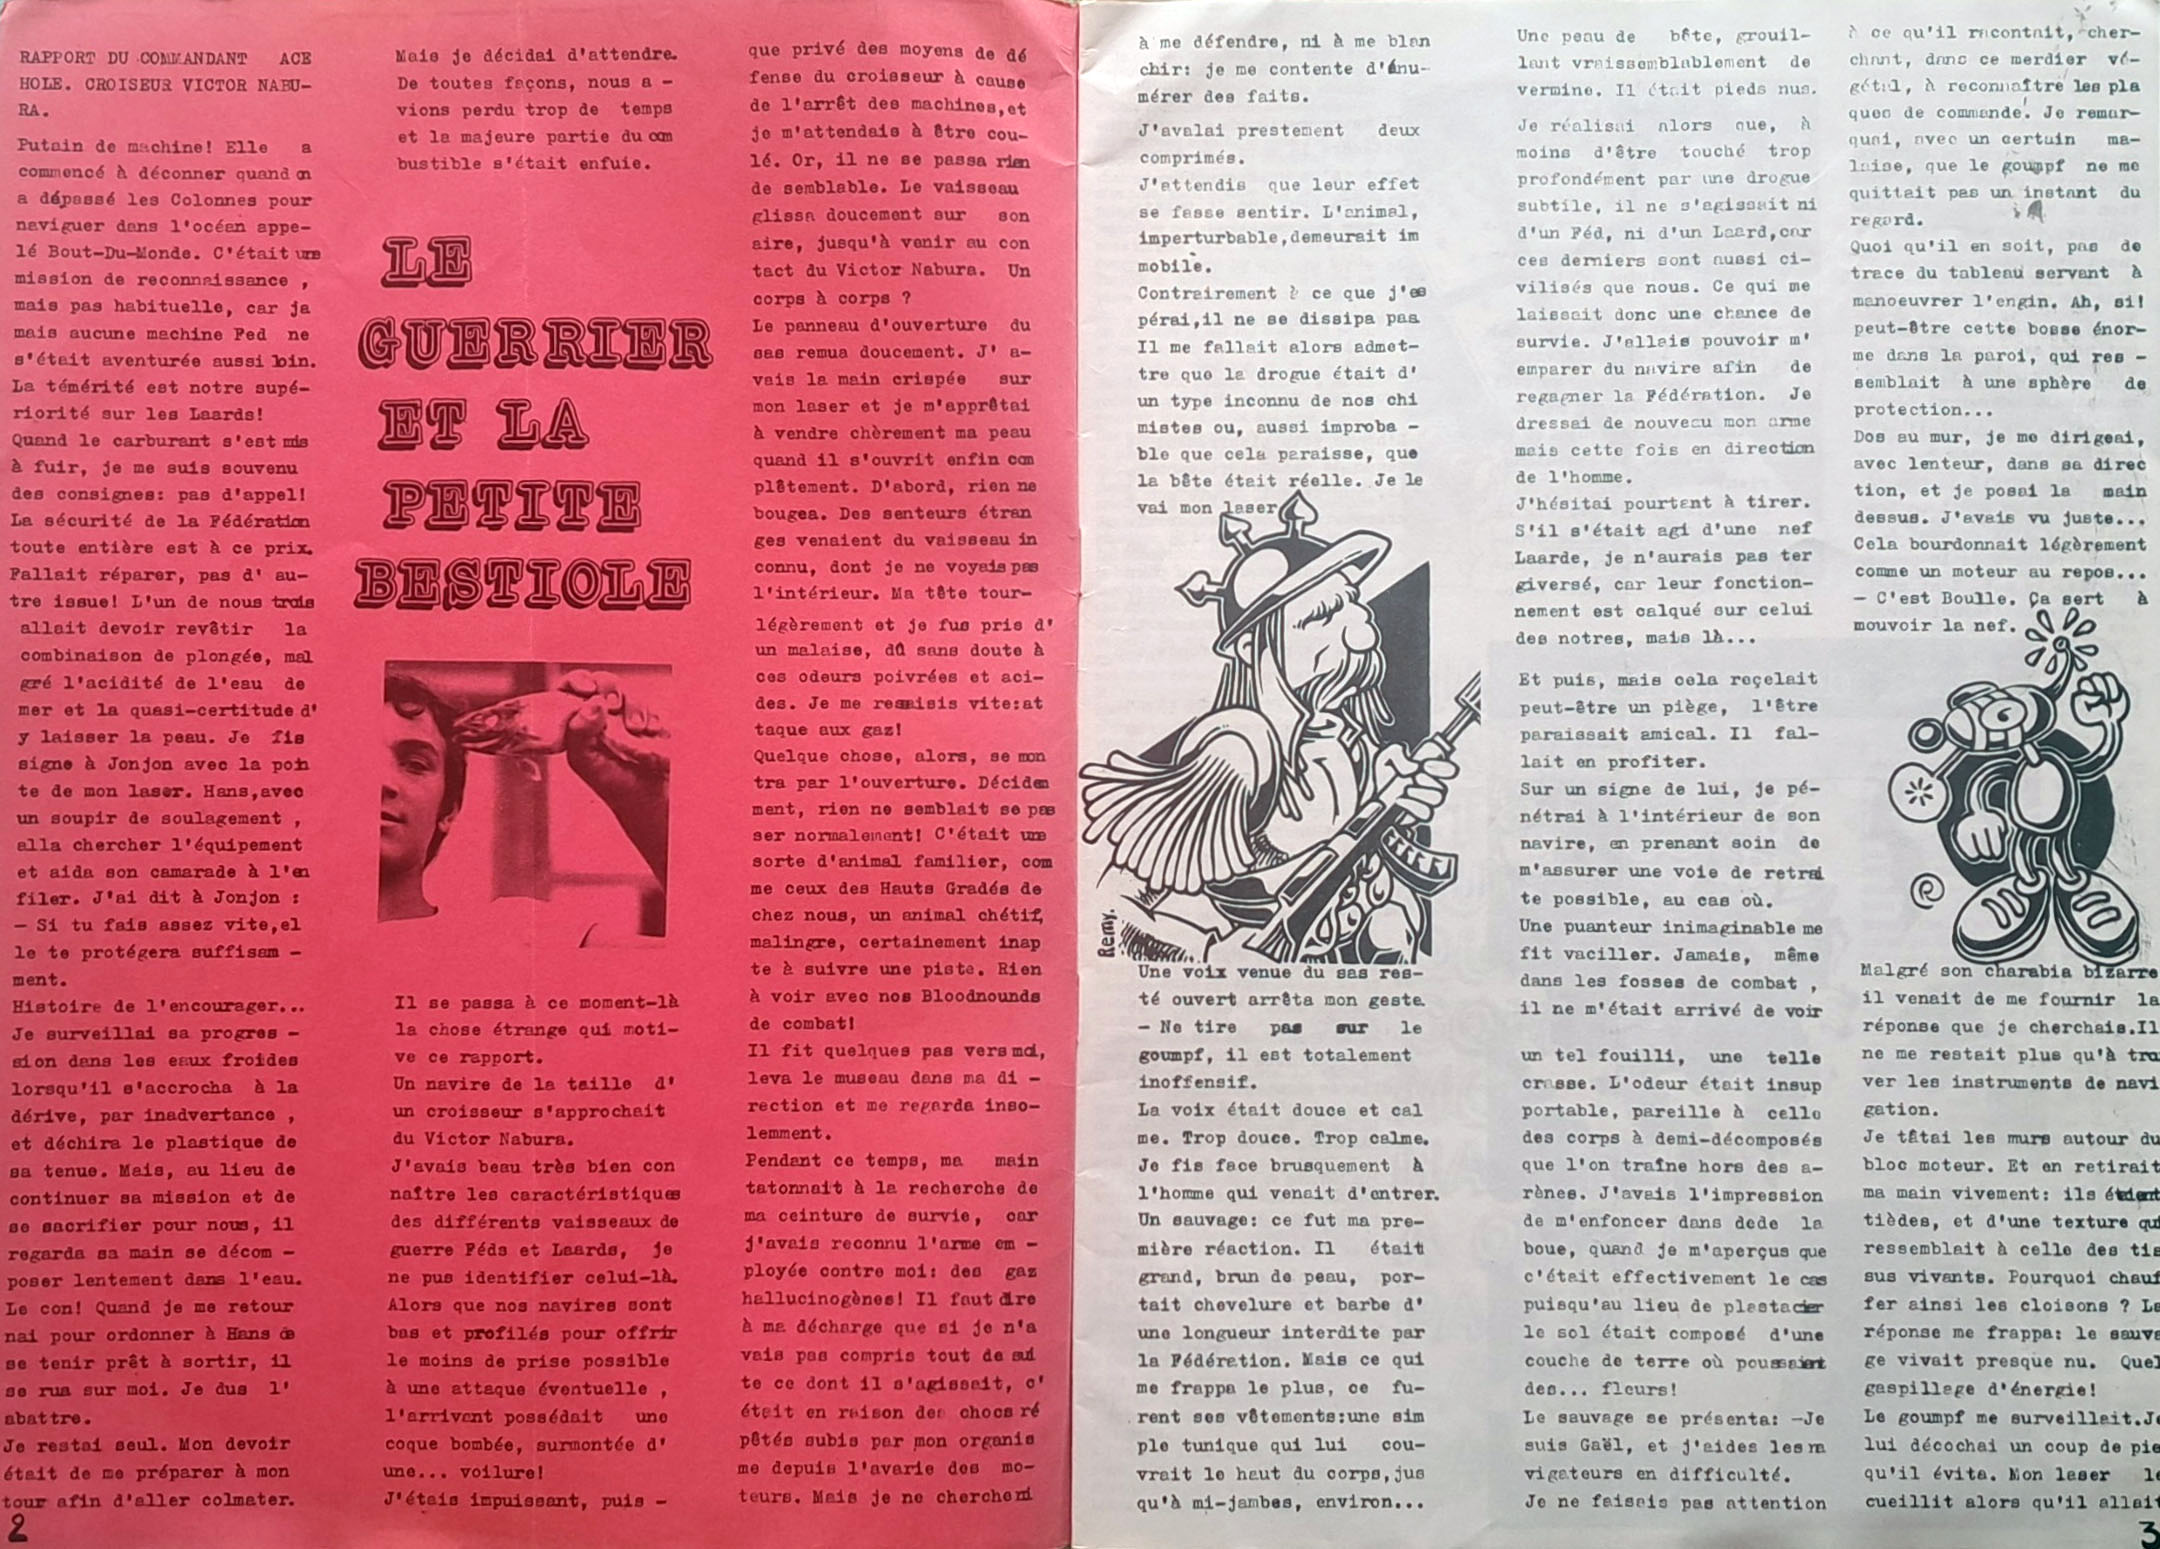 RAPPORT DU COMMANDANT ACE
HOLE. CROISEUR VICTOR NABU-
RA.
Putain de machine! Elle a
commencé à déconner quand on
a dépassé les Colonnes pour
naviguer dans l'océan appe-
lé Bout-Du-Monde. C'était une
mission de reconnaissance ,
mais pas habituelle, car ja
mais aucune machine Fed ne
s'était aventurée aussi loin.
La témérité est notre supé-
riorité sur les Laards!
Quand le carburant s'est mis
à fuir, je me suis souvenu
des consignes: pas d'appel!
La sécurité de la Fédération
toute entière est à ce prix.
Fallait réparer, pas d' au-
tre issue! L'un de nous trois
allait devoir revêtir la
combinaison de plongée, mal
gré l'acidité de l'eau de
mer et la quasi-certitude d'
y laisser la peau. Je fis
signe à Jonjon avec la poin
te de mon laser. Hans,avec
un soupir de soulagement ,
alla chercher l'équipement
et aida son camarade à l'en
filer. J'ai dit à Jonjon :
- Si tu fais assez vite,el
le te protégera suffisam -
ment.
Histoire de l'encourager...
Je surveillai sa progres -
sion dans les eaux froides
lorsqu'il s'accrocha à la
dérive, par inadvertance ,
et déchira le plastique de
sa tenue. Mais, au lieu de
continuer sa mission et de
se sacrifier pour nous, il
regarda sa main se décom -
poser lentement dans l'eau.
Le con! Quand je me retour
nai pour ordonner à Hans de
se tenir prêt à sortir, il
se rua sur moi. Je dus l'
abattre.
Je restai seul. Mon devoir
était de me préparer à mon
tour afin d'aller colmater.
2
Mais je décidai d'attendre.
De toutes façons, nous a -
vions perdu trop de temps
et la majeure partie du com
bustible s'était enfuie.
LE
GUERRIER
ET LA
PETITE
BESTIOLE
Il se passa à ce moment-là
la chose étrange qui moti-
ve ce rapport.
Un navire de la taille d'
un croisseur s'approchait
du Victor Nabura.
J'avais beau très bien con
naître les caractéristiques
des différents vaisseaux de
guerre Féds et Laards, je
ne pus identifier celui-là.
Alors que nos navires sont
bas et profilés pour offrir
le moins de prise possible
à une attaque éventuelle ,
l'arrivant possédait une
coque bombée, surmontée d'
une... voilure!
J'étais impuissant, puis -
que privé des moyens de dé
fense du croisseur à cause
de l'arrêt des machines,et
je m'attendais à être cou-
lé. Or, il ne se passa rien
de semblable. Le vaisseau
glissa doucement sur son
aire, jusqu'à venir au con
tact du Victor Nabura. Un
corps à corps ?
Le panneau d'ouverture du
sas remua doucement. J' a-
vais la main crispée sur
mon laser et je m'apprêtai
à vendre chèrement ma peau
quand il s'ouvrit enfin com
plètement. D'abord, rien ne
bougea. Des senteurs étran
ges venaient du vaisseau in
connu, dont je ne voyais pas
l'intérieur. Ma tête tour-
légèrement et je fus pris d'
un malaise, dû sans doute à
ces odeurs poivrées et aci-
des. Je me resaisis vite:at
taque aux gaz!
Quelque chose, alors, se mon
tra par l'ouverture. Décidem
ment, rien ne semblait se pas
ser normalement! C'était une
sorte d'animal familier, com
me ceux des Hauts Gradés de
chez nous, un animal chétif,
malingre, certainement inap
te à suivre une piste. Rien
à voir avec nos Bloodnounds
de combat!
Il fit quelques pas vers moi,
leva le museau dans ma di -
rection et me regarda inso-
lemment.
Pendant ce temps, ma main
tatonnait à la recherche de
ma ceinture de survie, car
j'avais reconnu l'arme em -
ployée contre moi: des gaz
hallucinogènes! Il faut dire
à ma décharge que si je n'a
vais pas compris tout de sui
te ce dont il s'agissait, c'
était en raison des chocs ré
pétés subis par mon organis
me depuis l'avarie des mo-
teurs. Mais je ne cherche ni
à me défendre, ni à me blan
chir: je me contente d'énu-
mérer des faits.
J'avalai prestement deux
comprimés.
J'attendis que leur effet
se fasse sentir. L'animal,
imperturbable,demeurait im
mobile.
Contrairement à ce que j'es
pérai,il ne se dissipa pas
Il me fallait alors admet-
tre que la drogue était d'
un type inconnu de nos chi
mistes ou, aussi improba -
ble que cela paraisse, que
la bête était réelle. Je le
vai mon laser.
Remy.
Une voix venue du sas res-
té ouvert arrêta mon geste.
- Ne tire pas sur le
goumpf, il est totalement
inoffensif.
La voix était douce et cal
me. Trop douce. Trop calme.
Je fis face brusquement à
l'homme qui venait d'entrer.
Un sauvage: ce fut ma pre-
mière réaction. Il était
grand, brun de peau, por-
tait chevelure et barbe d'
une longueur interdite par
la Fédération. Mais ce qui
me frappa le plus, ce fu-
rent ses vêtements:une sim
ple tunique qui lui cou-
vrait le haut du corps,jus
qu'à mi-jambes, environ...
Une peau de bête, grouil-
lant vraissemblablement de
vermine. Il était pieds nus.
Je réalisai alors que, à
moins d'être touché trop
profondément par une drogue
subtile, il ne s'agissait ni
d'un Féd, ni d'un Laard,car
ces derniers sont aussi ci-
vilisés que nous. Ce qui me
laissait donc une chance de
survie. J'allais pouvoir m'
emparer du navire afin de
regagner la Fédération. Je
dressai de nouveau mon arme
mais cette fois en direction
de l'homme.
J'hésitai pourtant à tirer.
S'il s'était agi d'une nef
Laarde, je n'aurais pas ter
giversé, car leur fonction-
nement est calqué sur celui
des notres, mais là...
Et puis, mais cela reçelait
peut-être un piège, l'être
paraissait amical. Il fal-
lait en profiter.
Sur un signe de lui, je pé-
nétrai à l'intérieur de son
navire, en prenant soin de
m'assurer une voie de retrai
te possible, au cas où.
Une puanteur inimaginable me
fit vaciller. Jamais, même
dans les fosses de combat ,
il ne m'était arrivé de voir
un tel fouilli, une telle
crasse. L'odeur était insup
portable, pareille à celle
des corps à demi-décomposés
que l'on traîne hors des a-
rènes. J'avais l'impression
de m'enfoncer dans dede la
boue, quand je m'aperçus que
c'était effectivement le cas
puisqu'au lieu de plastacier
le sol était composé d'une
couche de terre où poussaient
des... fleurs!
Le sauvage se présenta: -Je
suis Gaël, et j'aides les n
vigateurs en difficulté.
Je ne faisais pas attention
à ce qu'il racontait, cher-
chant, dans ce merdier vé-
gétal, à reconnaître les pla
ques de commande. Je remar-
quai, avec un certain ma-
laise, que le goumpf ne me
quittait pas un instant du
regard.
Quoi qu'il en soit, pas de
trace du tableau servant à
manoeuvrer l'engin. Ah, si!
peut-être cette bosse énor-
me dans la paroi, qui res -
semblait à une sphère de
protection...
Dos au mur, je me dirigeai,
avec lenteur, dans sa direc
tion, et je posai la main
dessus. J'avais vu juste...
Cela bourdonnait légèrement
comme un moteur au repos...
- C'est Boulle. Ça sert à
mouvoir la nef.
Malgré son charabia bizarre
il venait de me fournir la
réponse que je cherchais.Il
ne me restait plus qu'à trou
ver les instruments de navi
gation.
Je tâtai les murs autour du
bloc moteur. Et en retirait
ma main vivement: ils étaient
tièdes, et d'une texture qui
ressemblait à celle des tis
sus vivants. Pourquoi chauf
fer ainsi les cloisons ? La
réponse me frappa: le sauva
ge vivait presque nu. Quel
gaspillage d'énergie!
Le goumpf me surveillait.Je
lui décochai un coup de pie
qu'il évita. Mon laser le
cueillit alors qu'il allait
3